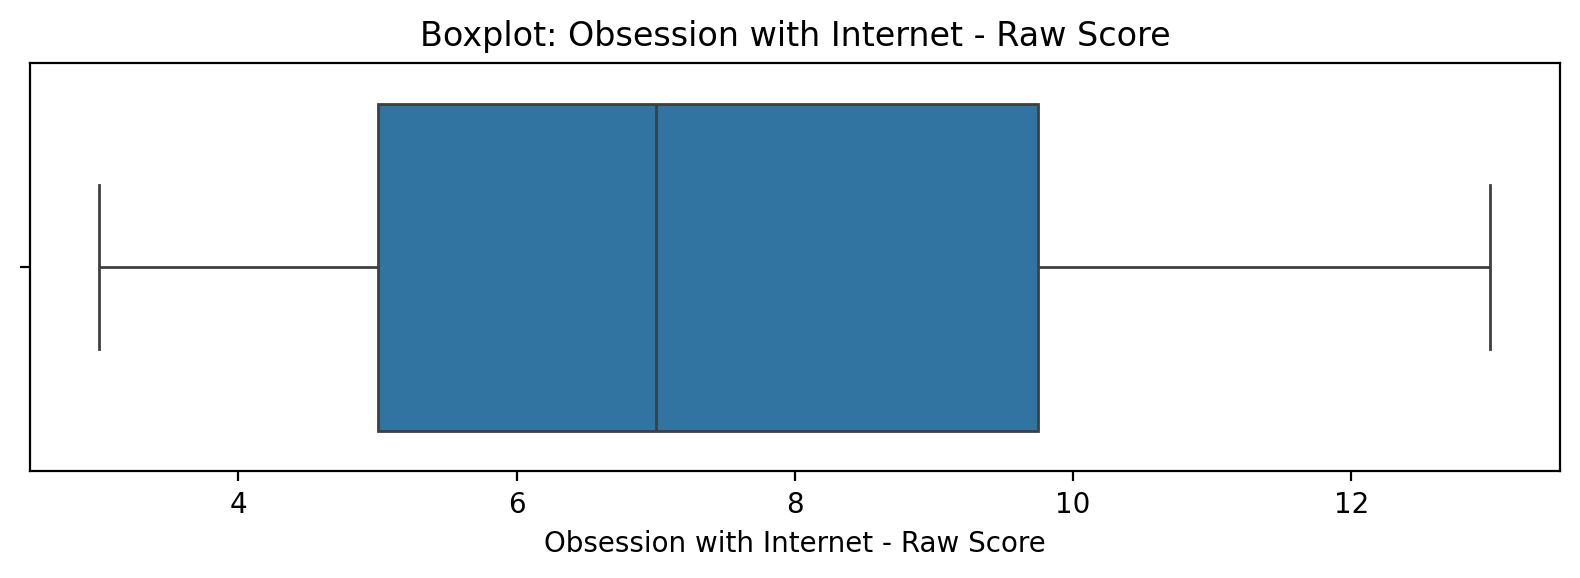 Boxplot: Obsession with Internet - Raw Score
4 6 8 10 12
Obsession with Internet - Raw Score